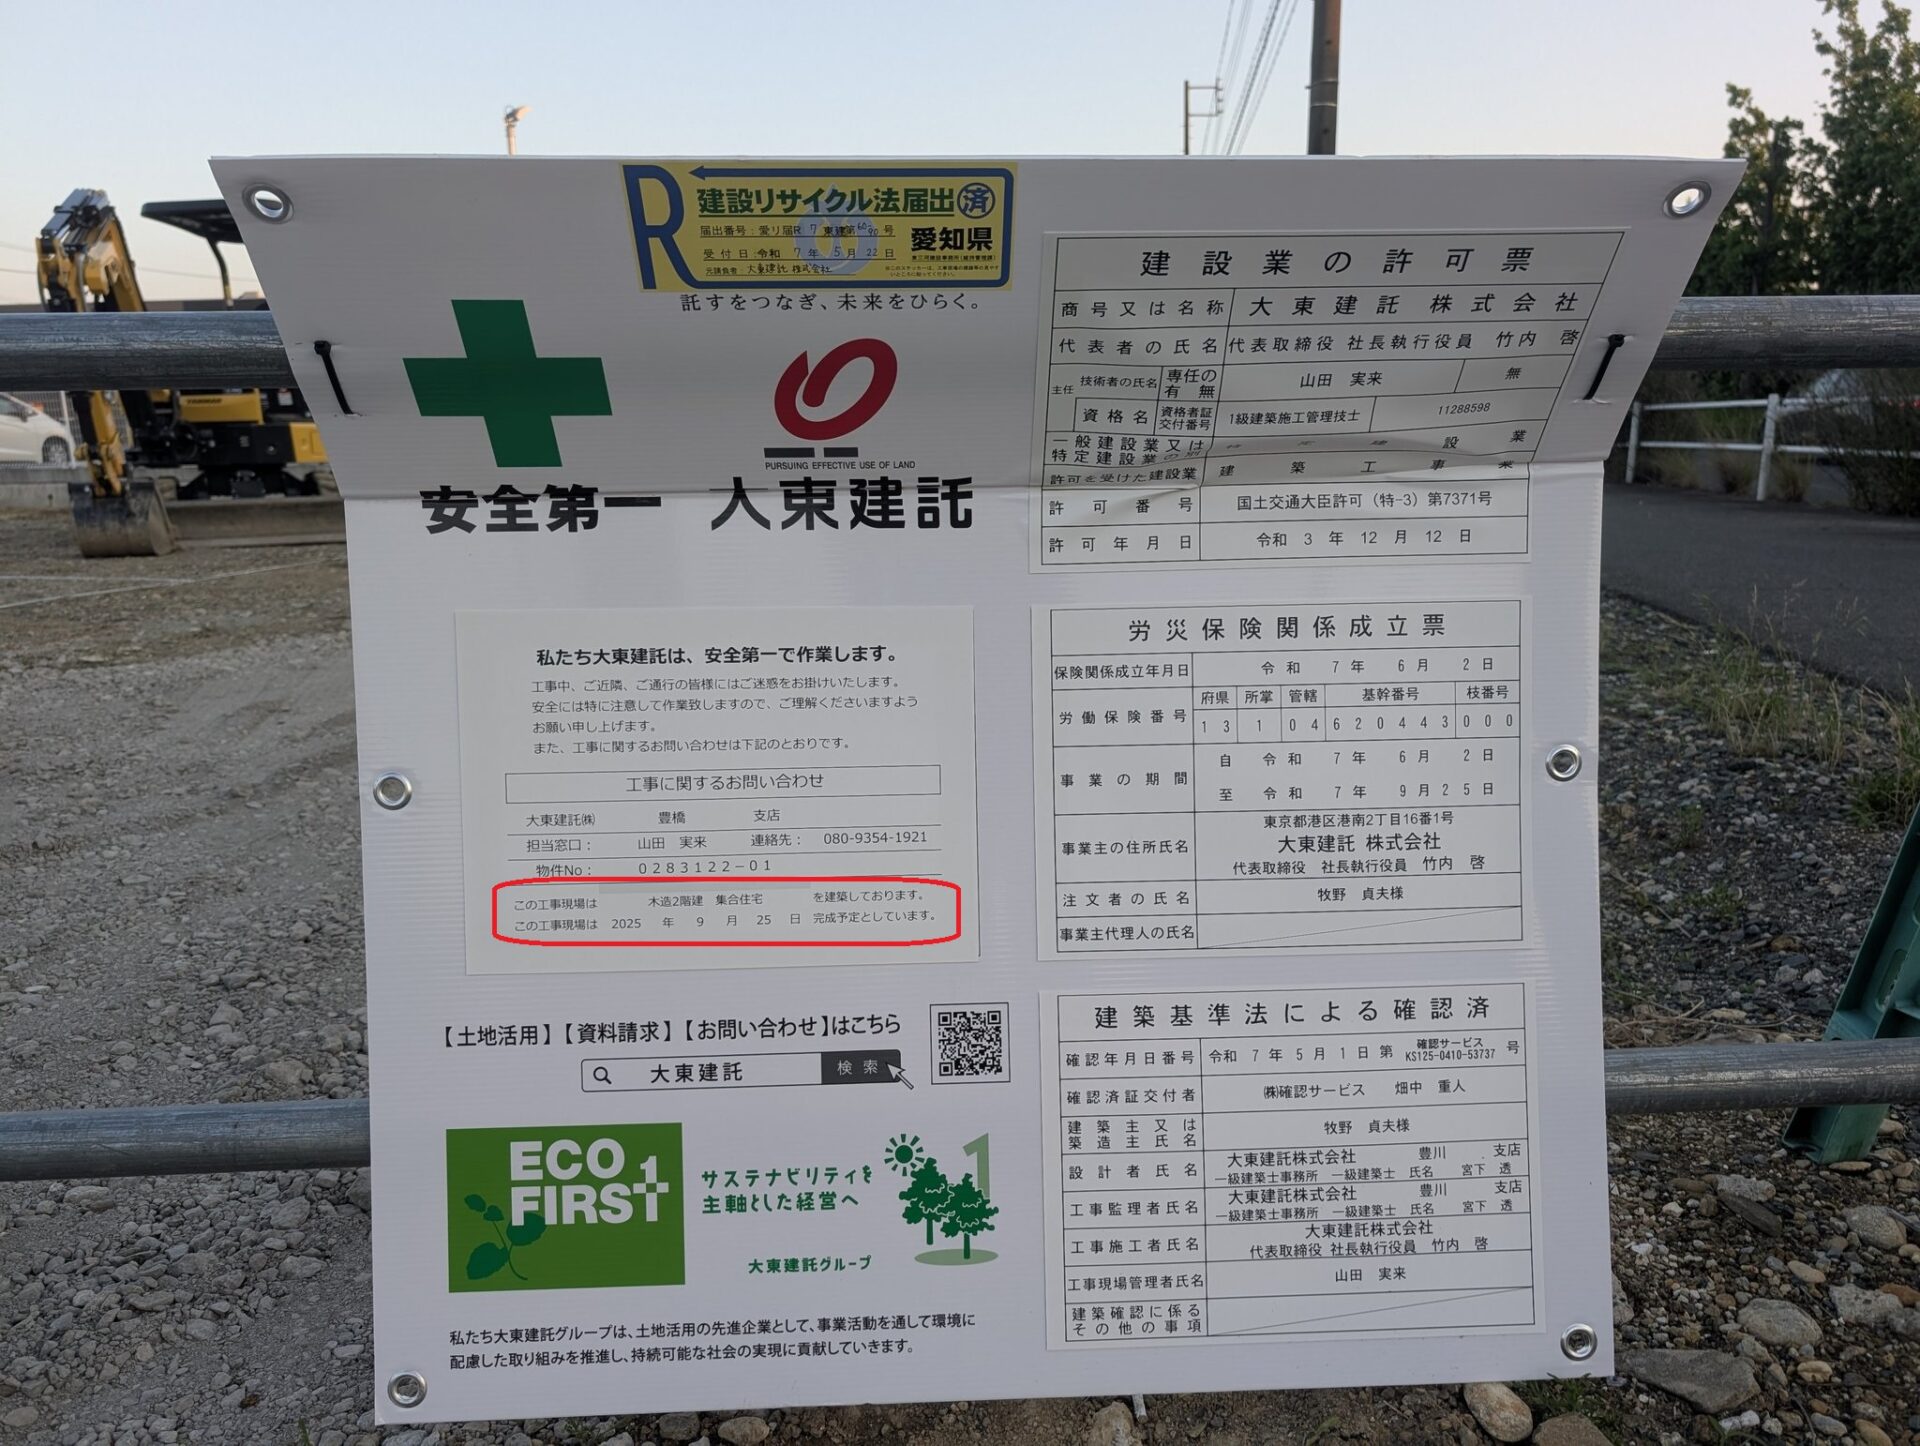 R
建設リサイクル法届出済
届出番号：愛リ届R 7 東建第 号
受付日：令和 7 年 5 月 22 日
元請負者：大東建託株式会社
愛知県
東三河建設事務所(維持管理課)
託すをつなぎ、未来をひらく。
PURSUING EFFECTIVE USE OF LAND
安全第一 大東建託
私たち大東建託は、安全第一で作業します。
工事中、ご近隣、ご通行の皆様にはご迷惑をお掛けいたします。
安全には特に注意して作業致しますので、ご理解くださいますよう
お願い申し上げます。
また、工事に関するお問い合わせは下記のとおりです。
工事に関するお問い合わせ
大東建託㈱ 豊橋 支店
担当窓口： 山田 実来 連絡先： 080-9354-1921
物件No： 0283122－01
この工事現場は 木造2階建 集合住宅 を建築しております。
この工事現場は 2025 年 9 月 25 日 完成予定としています。
【土地活用】【資料請求】【お問い合わせ】はこちら
大東建託 検索
ECO
FIRST
サステナビリティを
主軸とした経営へ
大東建託グループ
私たち大東建託グループは、土地活用の先進企業として、事業活動を通して環境に
配慮した取り組みを推進し、持続可能な社会の実現に貢献していきます。
建設業の許可票
商号又は名称 大東建託 株式会社
代表者の氏名 代表取締役 社長執行役員 竹内 啓
主任 技術者の氏名 専任の有無 山田 実来 無
資格名 資格者証交付番号 1級建築施工管理技士 11288598
一般建設業又は
特定建設業の別 特定建設業
許可を受けた建設業 建築工事業
許可番号 国土交通大臣許可（特-3）第7371号
許可年月日 令和 3 年 12 月 12 日
労災保険関係成立票
保険関係成立年月日 令和 7年 6月 2日
府県 所掌 管轄 基幹番号 枝番号
労働保険番号 13 1 04 620443 000
事業の期間 自 令和 7年 6月 2日
至 令和 7年 9月25日
東京都港区港南2丁目16番1号
事業主の住所氏名 大東建託 株式会社
代表取締役 社長執行役員 竹内 啓
注文者の氏名 牧野 貞夫様
事業主代理人の氏名
建築基準法による確認済
確認年月日番号 令和 7 年 5 月 1 日 第 確認サービス KS125-0410-53737 号
確認済証交付者 ㈱確認サービス 畑中 重人
建築主又は
築造主氏名 牧野 貞夫様
設計者氏名 大東建託株式会社 豊川 支店
一級建築士事務所 一級建築士 氏名 宮下 透
工事監理者氏名 大東建託株式会社 豊川 支店
一級建築士事務所 一級建築士 氏名 宮下 透
工事施工者氏名 大東建託株式会社
代表取締役 社長執行役員 竹内 啓
工事現場管理者氏名 山田 実来
建築確認に係る
その他の事項
YANMAR